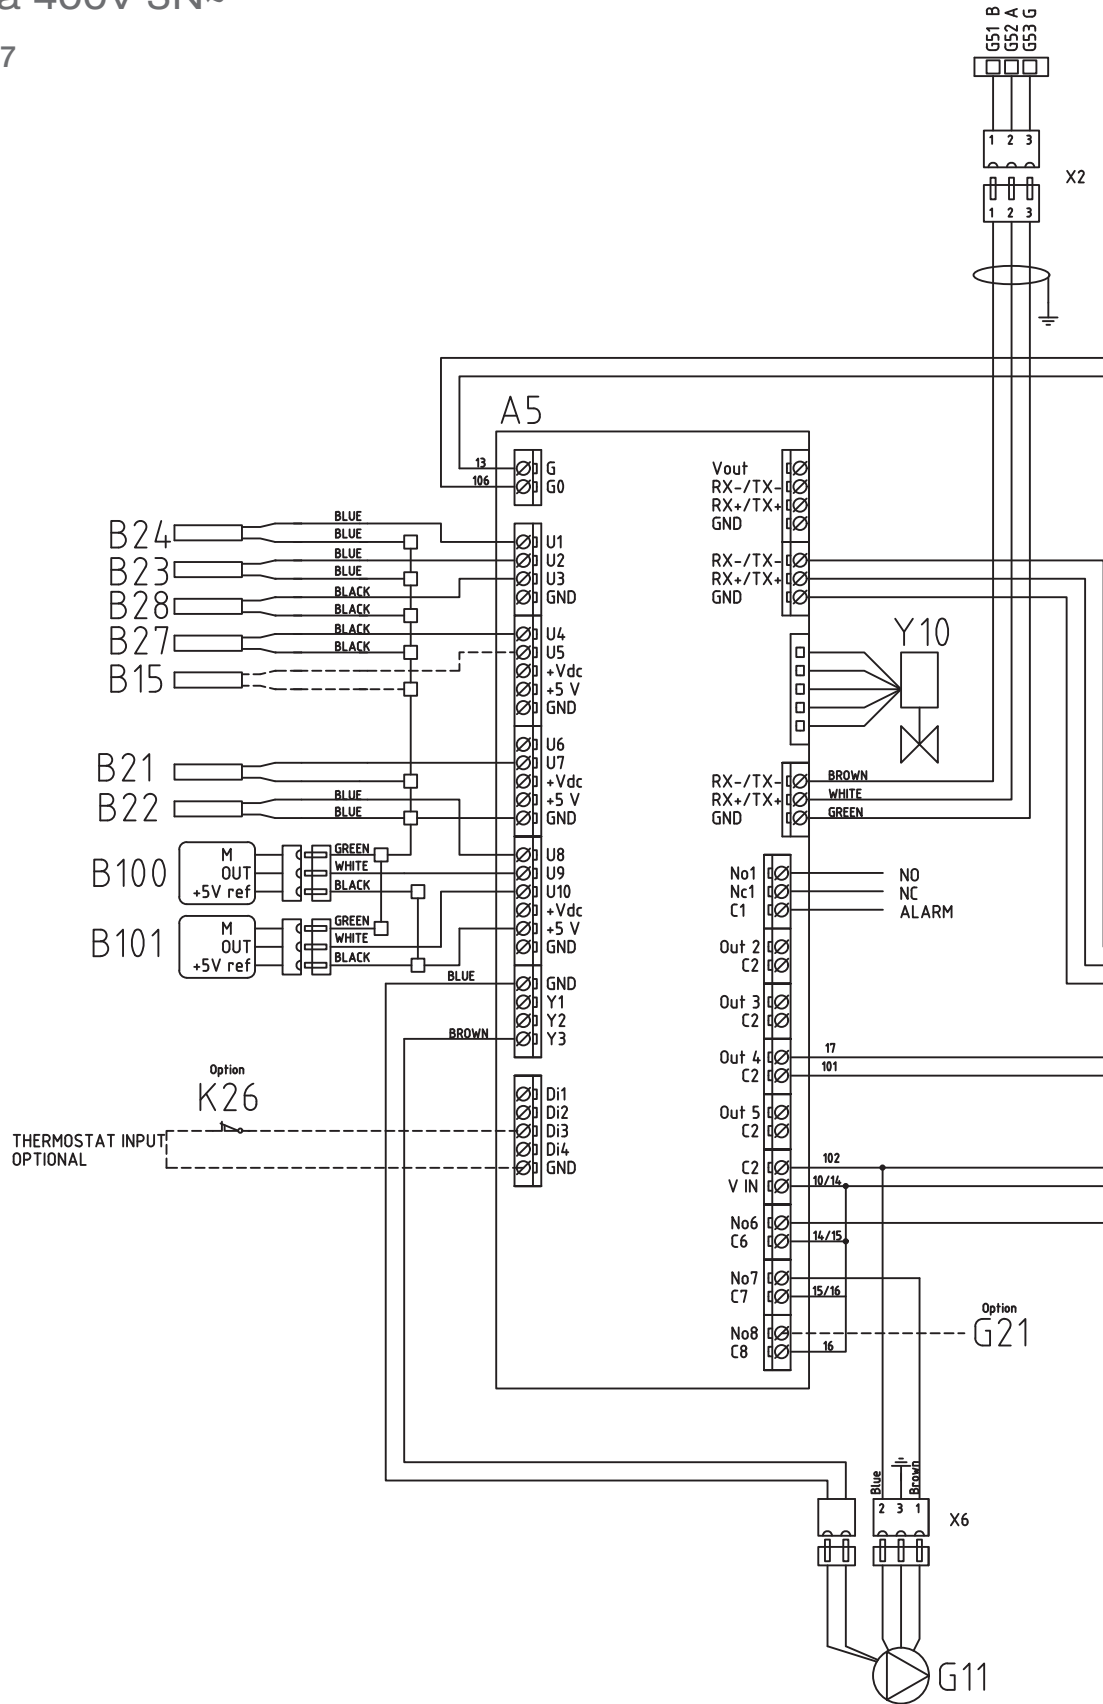 a 400V 3N~
7
G51 B
G52 A
G53 G
1 2 3
X2
1 2 3
A5
13
G
106
G0
Vout
RX-/TX-
RX+/TX+
GND
B24
BLUE
BLUE
U1
B23
BLUE
BLUE
U2
RX-/TX-
U3
RX+/TX+
B28
BLACK
BLACK
GND
GND
B27
BLACK
BLACK
U4
U5
Y10
B15
+Vdc
+5 V
GND
U6
B21
U7
+Vdc
RX-/TX-
BROWN
B22
BLUE
BLUE
+5 V
RX+/TX+
WHITE
GND
GND
GREEN
B100
M
OUT
+5V ref
GREEN
WHITE
BLACK
U8
U9
U10
+Vdc
No1
NO
Nc1
NC
C1
ALARM
B101
M
OUT
+5V ref
GREEN
WHITE
BLACK
+5 V
GND
Out 2
C2
BLUE
GND
Y1
Y2
BROWN
Y3
Out 3
C2
Out 4
17
C2
101
Option
K26
THERMOSTAT INPUT
OPTIONAL
Di1
Di2
Di3
Di4
GND
Out 5
C2
C2
102
V IN
10/14
No6
C6
14/15
No7
C7
15/16
No8
C8
16
Option
G21
Blue
Brown
2 3 1
X6
G11